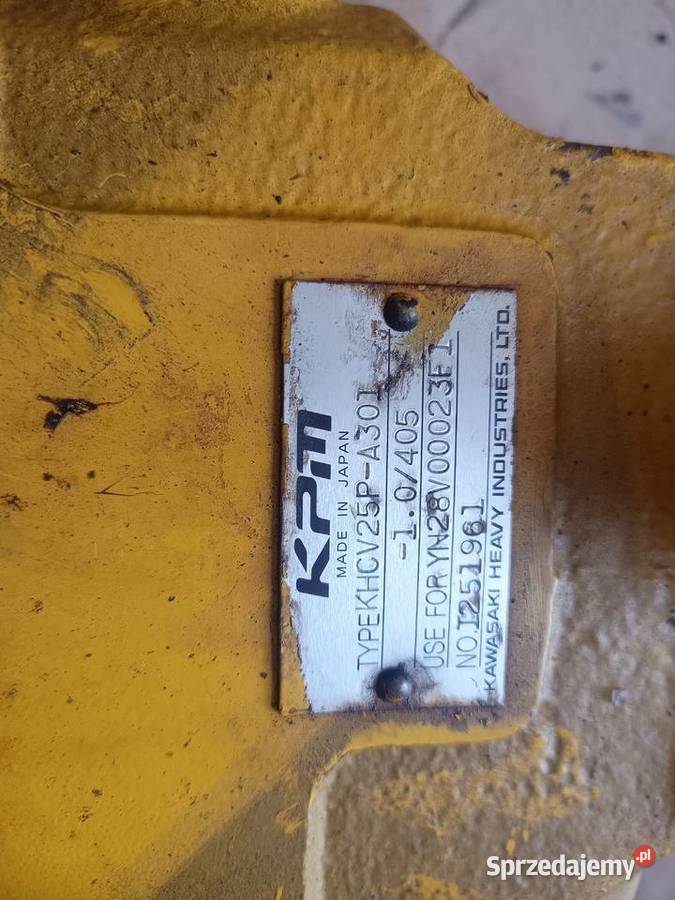 KPM
MADE IN JAPAN
TYPE KHCV25P-A301
-1.0/405
USE FOR YN28V00023F1
NO. I251961
KAWASAKI HEAVY INDUSTRIES, LTD.
Sprzedajemy.pl